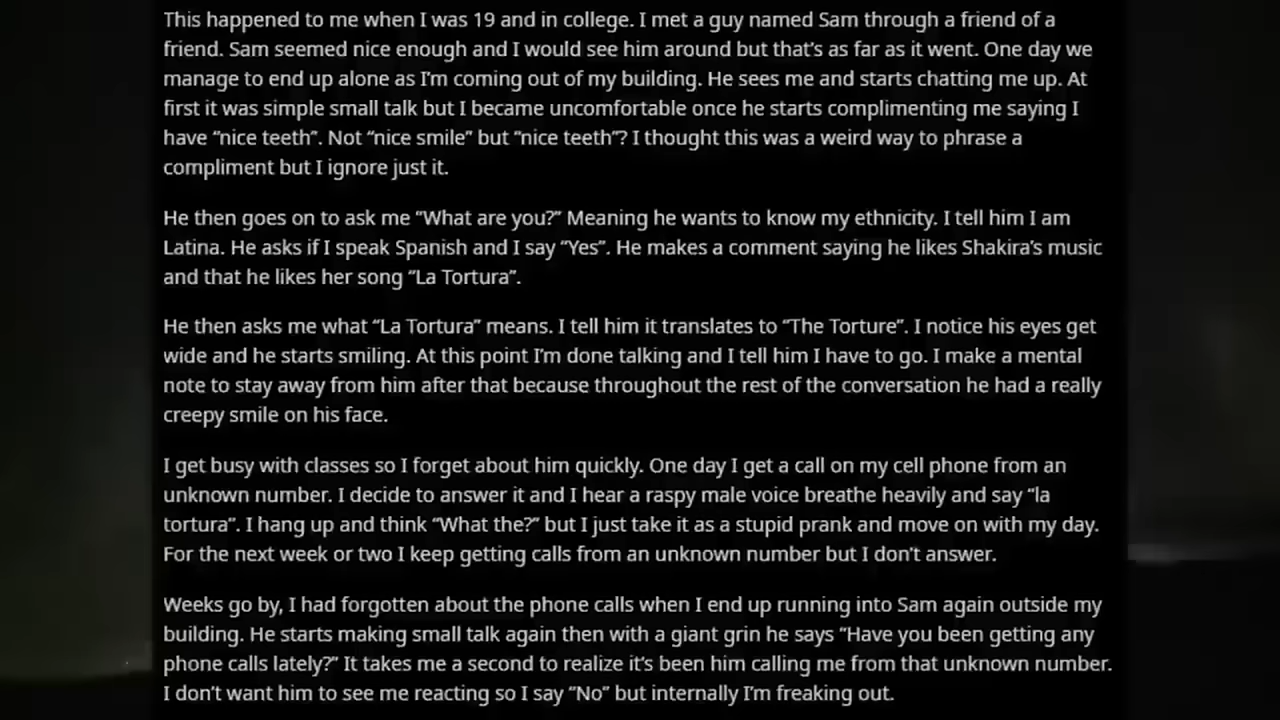 This happened to me when I was 19 and in college. I met a guy named Sam through a friend of a
friend. Sam seemed nice enough and I would see him around but that's as far as it went. One day we
manage to end up alone as I'm coming out of my building. He sees me and starts chatting me up. At
first it was simple small talk but I became uncomfortable once he starts complimenting me saying I
have “nice teeth”. Not “nice smile” but “nice teeth”? I thought this was a weird way to phrase a
compliment but I ignore just it.
He then goes on to ask me “What are you?” Meaning he wants to know my ethnicity. I tell him I am
Latina. He asks if I speak Spanish and I say “Yes”. He makes a comment saying he likes Shakira’s music
and that he likes her song “La Tortura”.
He then asks me what “La Tortura” means. I tell him it translates to “The Torture”. I notice his eyes get
wide and he starts smiling. At this point I’m done talking and I tell him I have to go. I make a mental
note to stay away from him after that because throughout the rest of the conversation he had a really
creepy smile on his face.
I get busy with classes so I forget about him quickly. One day I get a call on my cell phone from an
unknown number. I decide to answer it and I hear a raspy male voice breathe heavily and say “la
tortura”. I hang up and think “What the?” but I just take it as a stupid prank and move on with my day.
For the next week or two I keep getting calls from an unknown number but I don’t answer.
Weeks go by, I had forgotten about the phone calls when I end up running into Sam again outside my
building. He starts making small talk again then with a giant grin he says “Have you been getting any
phone calls lately?” It takes me a second to realize it’s been him calling me from that unknown number.
I don’t want him to see me reacting so I say “No” but internally I’m freaking out.